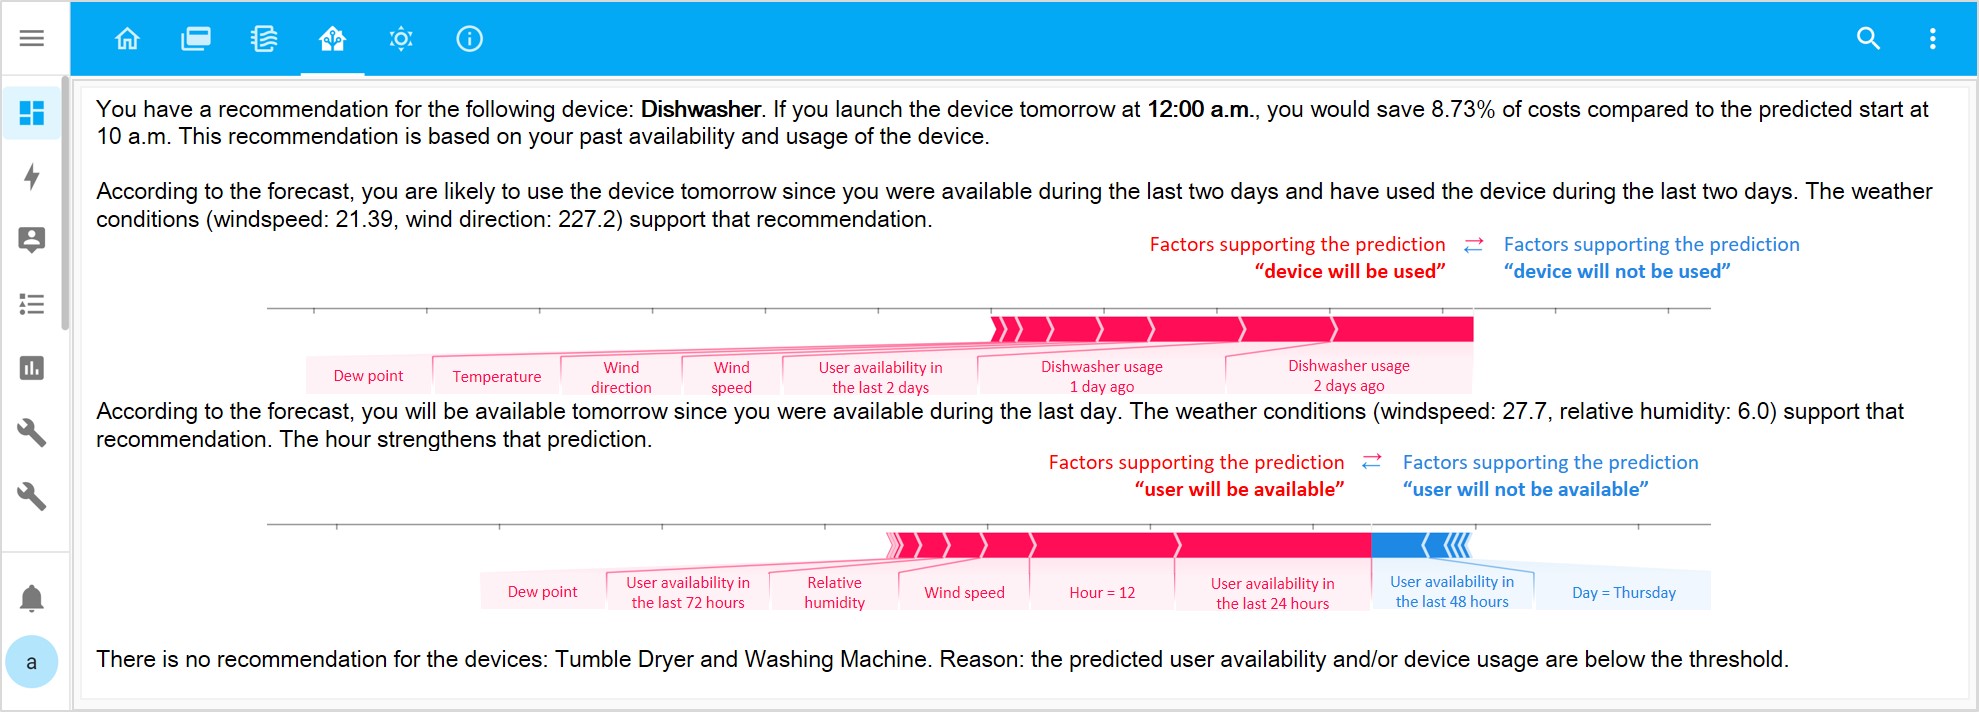 You have a recommendation for the following device: Dishwasher. If you launch the device tomorrow at 12:00 a.m., you would save 8.73% of costs compared to the predicted start at
10 a.m. This recommendation is based on your past availability and usage of the device.
According to the forecast, you are likely to use the device tomorrow since you were available during the last two days and have used the device during the last two days. The weather
conditions (windspeed: 21.39, wind direction: 227.2) support that recommendation.
Factors supporting the prediction ⇄ Factors supporting the prediction
“device will be used” “device will not be used”
Dew point
Temperature
Wind
direction
Wind
speed
User availability in
the last 2 days
Dishwasher usage
1 day ago
Dishwasher usage
2 days ago
According to the forecast, you will be available tomorrow since you were available during the last day. The weather conditions (windspeed: 27.7, relative humidity: 6.0) support that
recommendation. The hour strengthens that prediction.
Factors supporting the prediction ⇄ Factors supporting the prediction
“user will be available” “user will not be available”
Dew point
User availability in
the last 72 hours
Relative
humidity
Wind speed
Hour = 12
User availability in
the last 24 hours
User availability in
the last 48 hours
Day = Thursday
a
There is no recommendation for the devices: Tumble Dryer and Washing Machine. Reason: the predicted user availability and/or device usage are below the threshold.